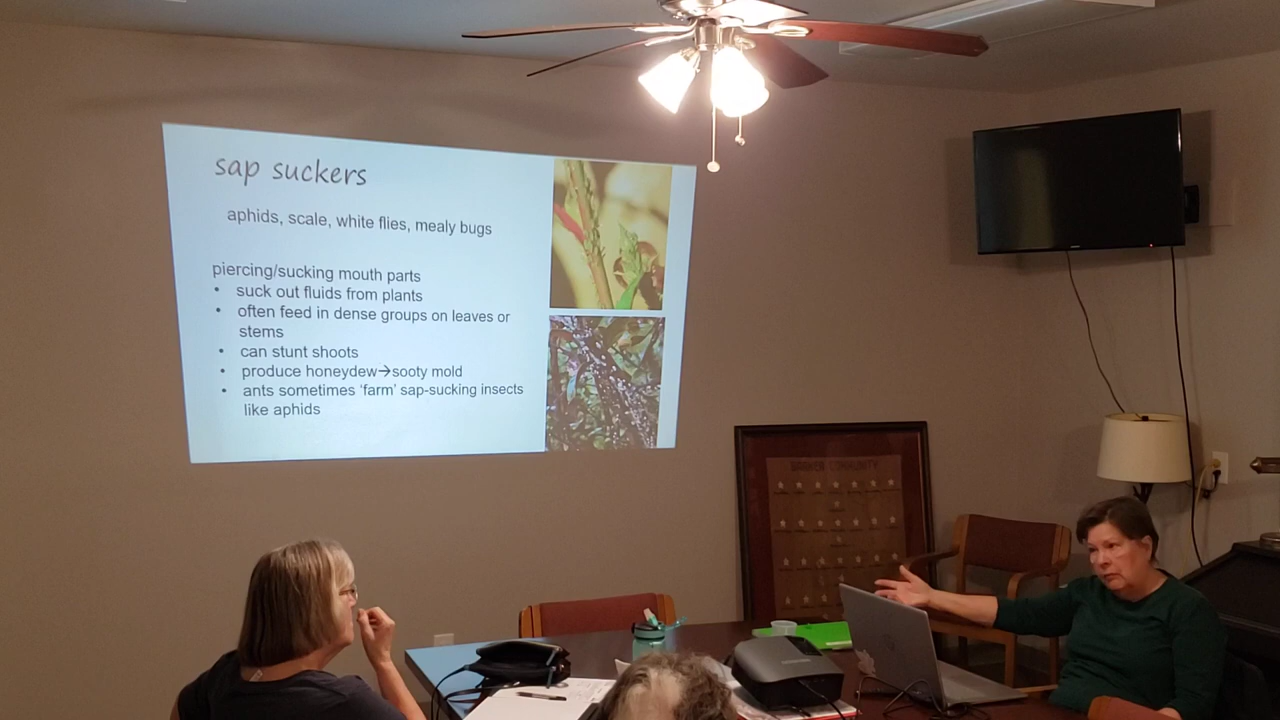 sap suckers
aphids, scale, white flies, mealy bugs
piercing/sucking mouth parts
• suck out fluids from plants
• often feed in dense groups on leaves or
stems
• can stunt shoots
• produce honeydew→sooty mold
• ants sometimes ‘farm’ sap-sucking insects
like aphids
COMMUNITY